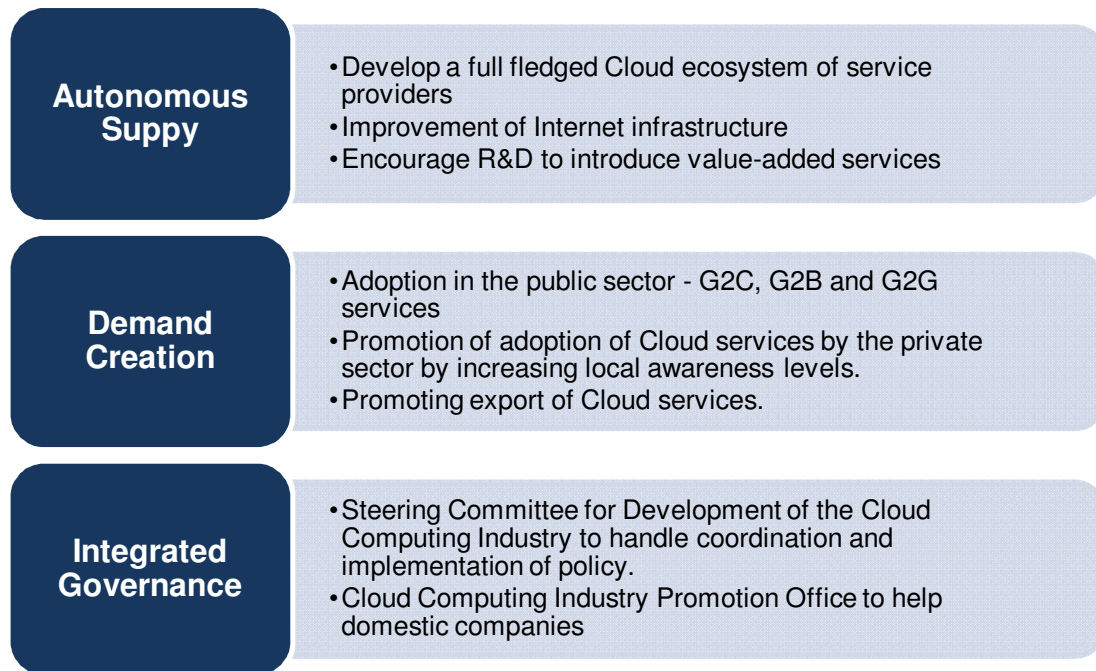 Autonomous
Suppy
•Develop a full fledged Cloud ecosystem of service
providers
•Improvement of Internet infrastructure
•Encourage R&D to introduce value-added services
Demand
Creation
•Adoption in the public sector - G2C, G2B and G2G
services
•Promotion of adoption of Cloud services by the private
sector by increasing local awareness levels.
•Promoting export of Cloud services.
Integrated
Governance
•Steering Committee for Development of the Cloud
Computing Industry to handle coordination and
implementation of policy.
•Cloud Computing Industry Promotion Office to help
domestic companies